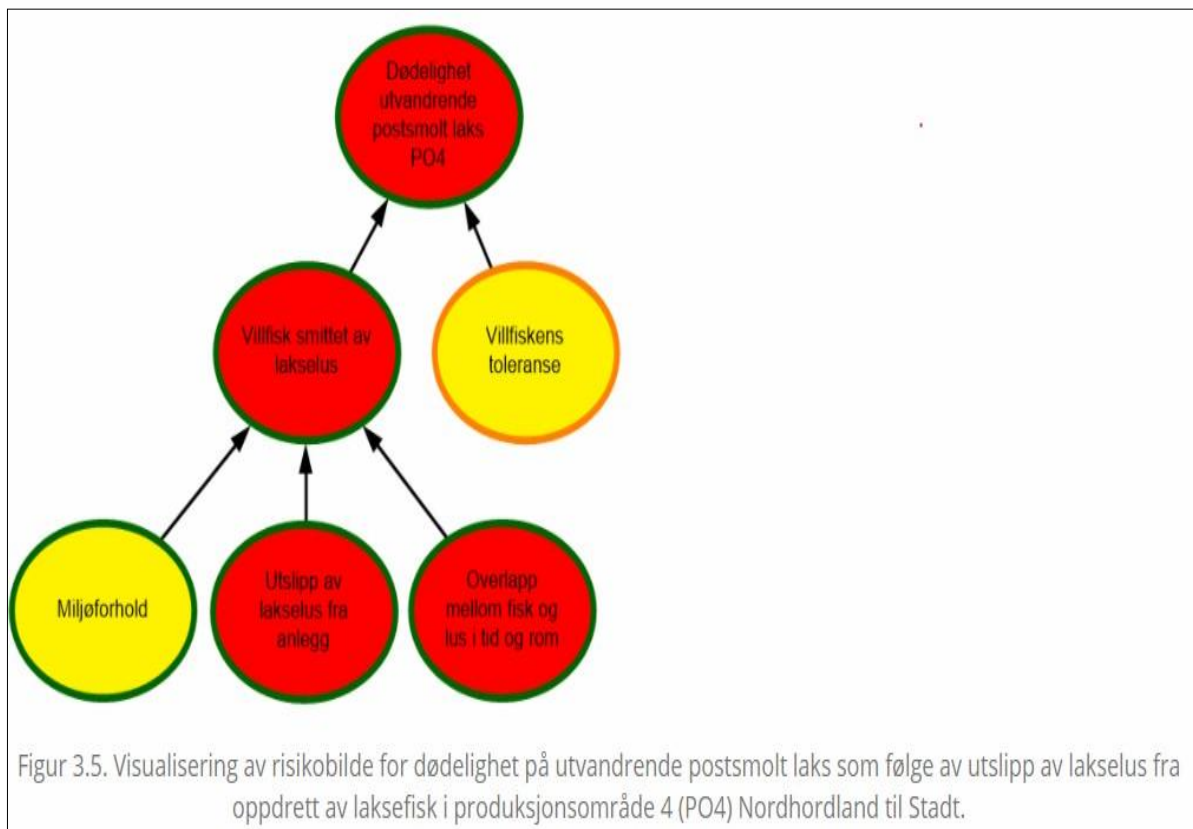 Dødelighet
utvandrende
postsmolt laks
PO4
Villfisk smittet av
lakselus
Villfiskens
toleranse
Miljøforhold
Utslipp av
lakselus fra
anlegg
Overlapp
mellom fisk og
lus i tid og rom
Figur 3.5. Visualisering av risikobilde for dødelighet på utvandrende postsmolt laks som følge av utslipp av lakselus fra
oppdrett av laksefisk i produksjonsområde 4 (PO4) Nordhordland til Stadt.